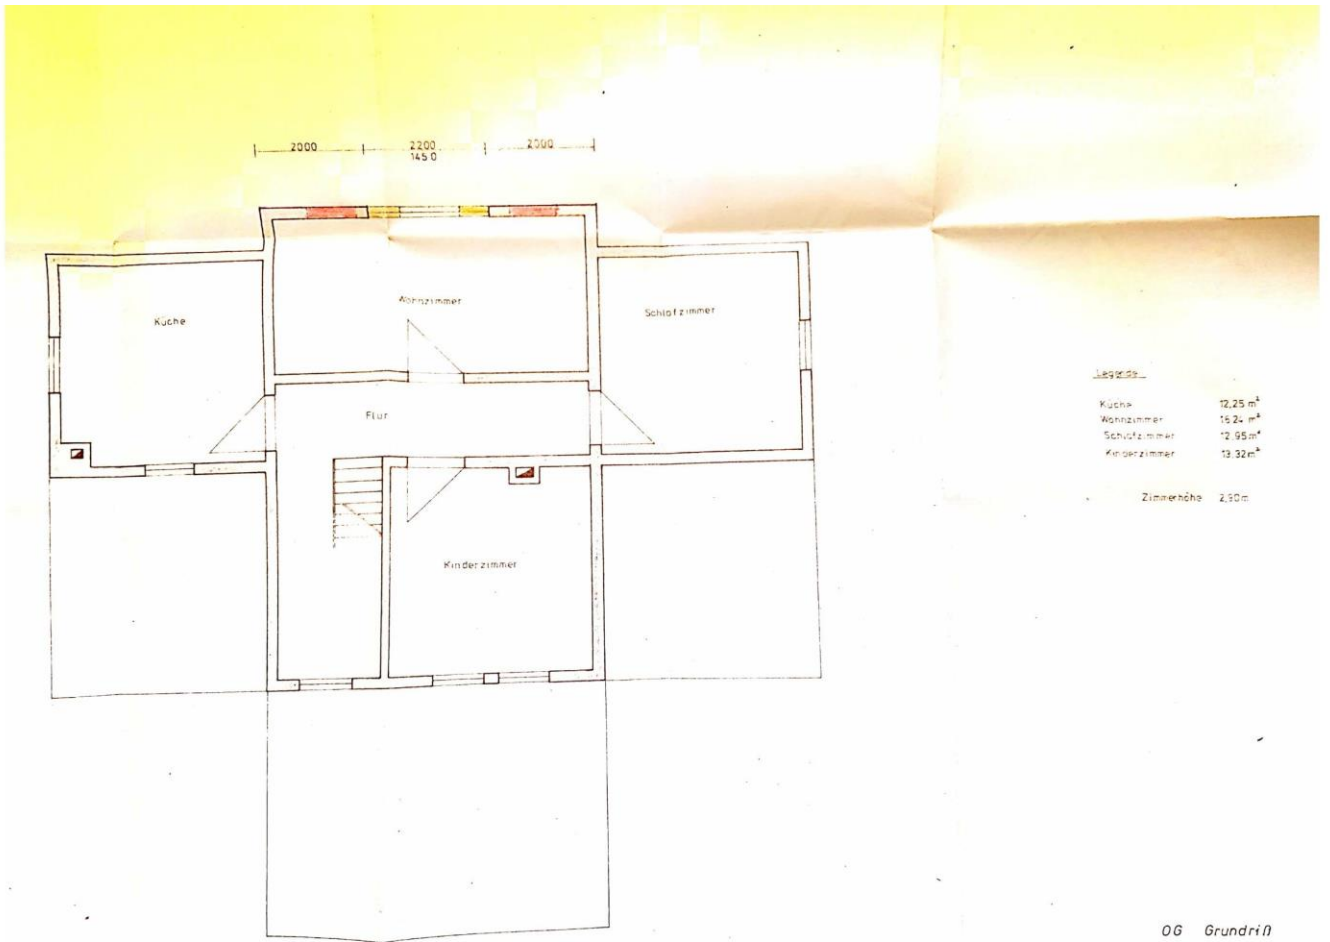 2000 2200 2000
1450
Wohnzimmer
Schlafzimmer
Küche
Flur
Kinderzimmer
Legende
Küche 12,25 m²
Wohnzimmer 16,24 m²
Schlafzimmer 12,95 m²
Kinderzimmer 13,32 m²
Zimmerhöhe 2,90m
OG Grundriß